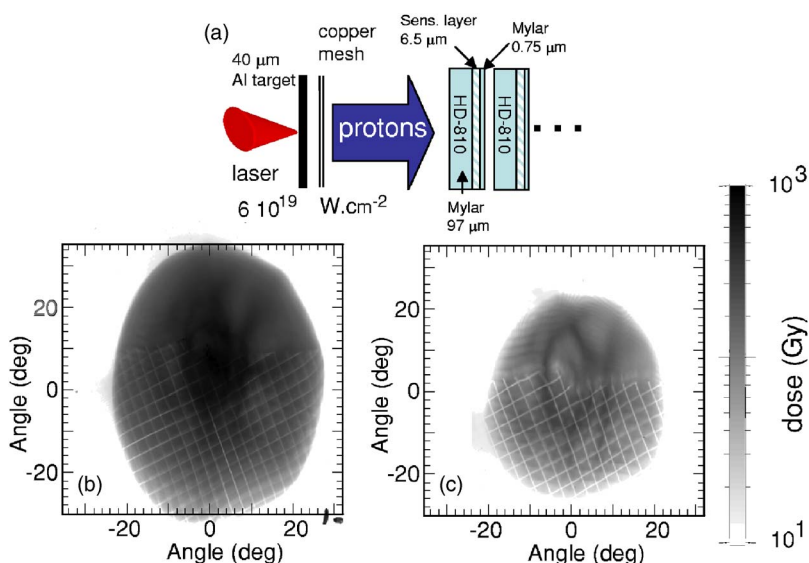 (a)
40 μm
Al target
copper
mesh
Sens. layer
6.5 μm
Mylar
0.75 μm
HD-810
HD-810
protons
laser
6 10¹⁹
W.cm⁻²
Mylar
97 μm
Angle (deg)
20
0
-20
(b)
-20
0
20
Angle (deg)
Angle (deg)
20
0
-20
(c)
-20
0
20
Angle (deg)
10³
dose (Gy)
10¹